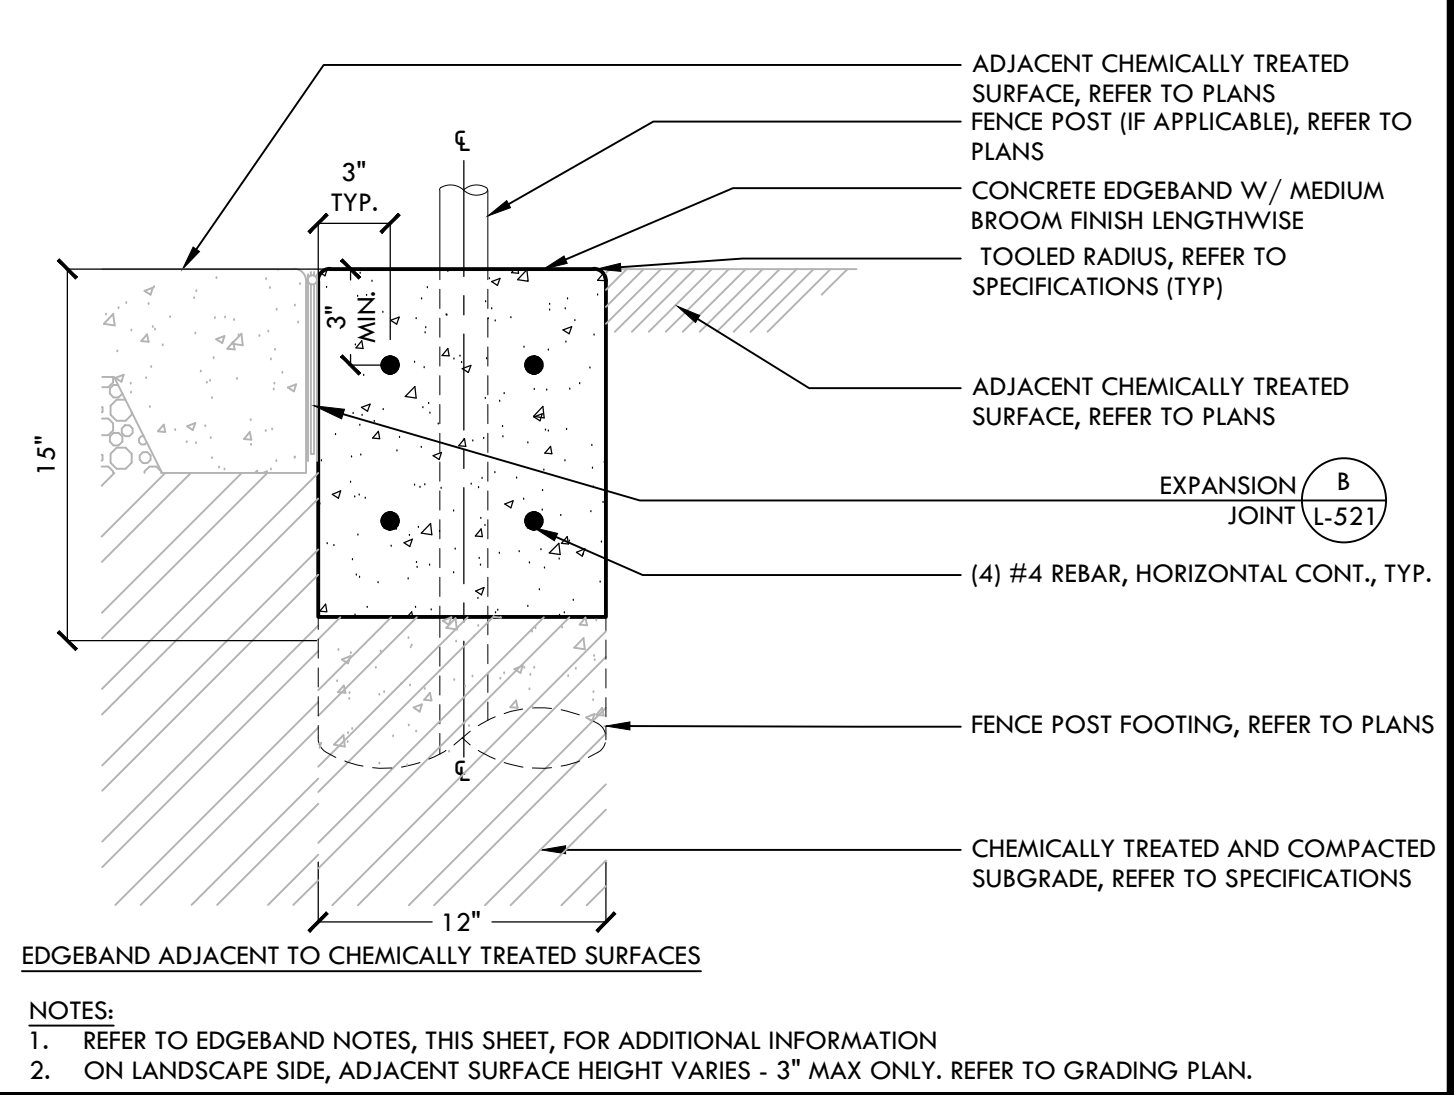 ADJACENT CHEMICALLY TREATED
SURFACE, REFER TO PLANS
FENCE POST (IF APPLICABLE), REFER TO
PLANS
CONCRETE EDGEBAND W/ MEDIUM
BROOM FINISH LENGTHWISE
TOOLED RADIUS, REFER TO
SPECIFICATIONS (TYP)
ADJACENT CHEMICALLY TREATED
SURFACE, REFER TO PLANS
EXPANSION
JOINT
B
L-521
(4) #4 REBAR, HORIZONTAL CONT., TYP.
FENCE POST FOOTING, REFER TO PLANS
CHEMICALLY TREATED AND COMPACTED
SUBGRADE, REFER TO SPECIFICATIONS
℄
3"
TYP.
3"
MIN.
15"
℄
12"
EDGEBAND ADJACENT TO CHEMICALLY TREATED SURFACES
NOTES:
1. REFER TO EDGEBAND NOTES, THIS SHEET, FOR ADDITIONAL INFORMATION
2. ON LANDSCAPE SIDE, ADJACENT SURFACE HEIGHT VARIES - 3" MAX ONLY. REFER TO GRADING PLAN.